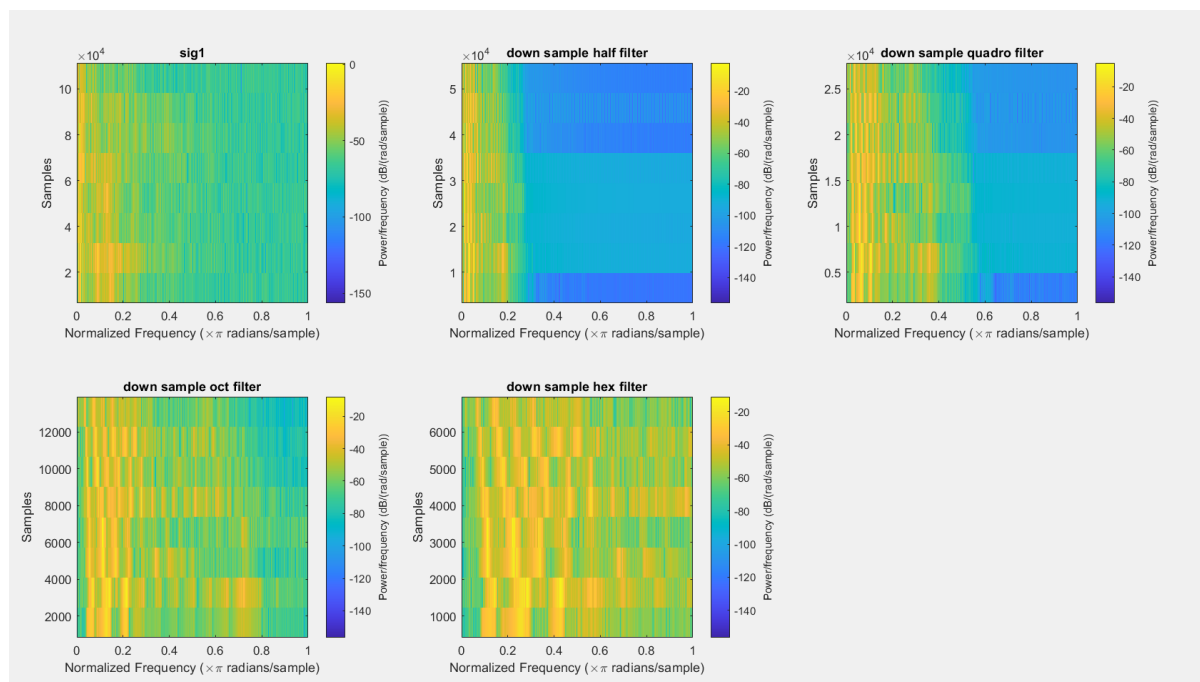 sig1
×10⁴
10
8
6
4
2
Samples
0 0.2 0.4 0.6 0.8 1
Normalized Frequency (×π radians/sample)
0
-50
-100
-150
Power/frequency (dB/(rad/sample))
down sample half filter
×10⁴
5
4
3
2
1
Samples
0 0.2 0.4 0.6 0.8 1
Normalized Frequency (×π radians/sample)
-20
-40
-60
-80
-100
-120
-140
Power/frequency (dB/(rad/sample))
down sample quadro filter
×10⁴
2.5
2
1.5
1
0.5
Samples
0 0.2 0.4 0.6 0.8 1
Normalized Frequency (×π radians/sample)
-20
-40
-60
-80
-100
-120
-140
Power/frequency (dB/(rad/sample))
down sample oct filter
12000
10000
8000
6000
4000
2000
Samples
0 0.2 0.4 0.6 0.8 1
Normalized Frequency (×π radians/sample)
-20
-40
-60
-80
-100
-120
-140
Power/frequency (dB/(rad/sample))
down sample hex filter
6000
5000
4000
3000
2000
1000
Samples
0 0.2 0.4 0.6 0.8 1
Normalized Frequency (×π radians/sample)
-20
-40
-60
-80
-100
-120
-140
Power/frequency (dB/(rad/sample))